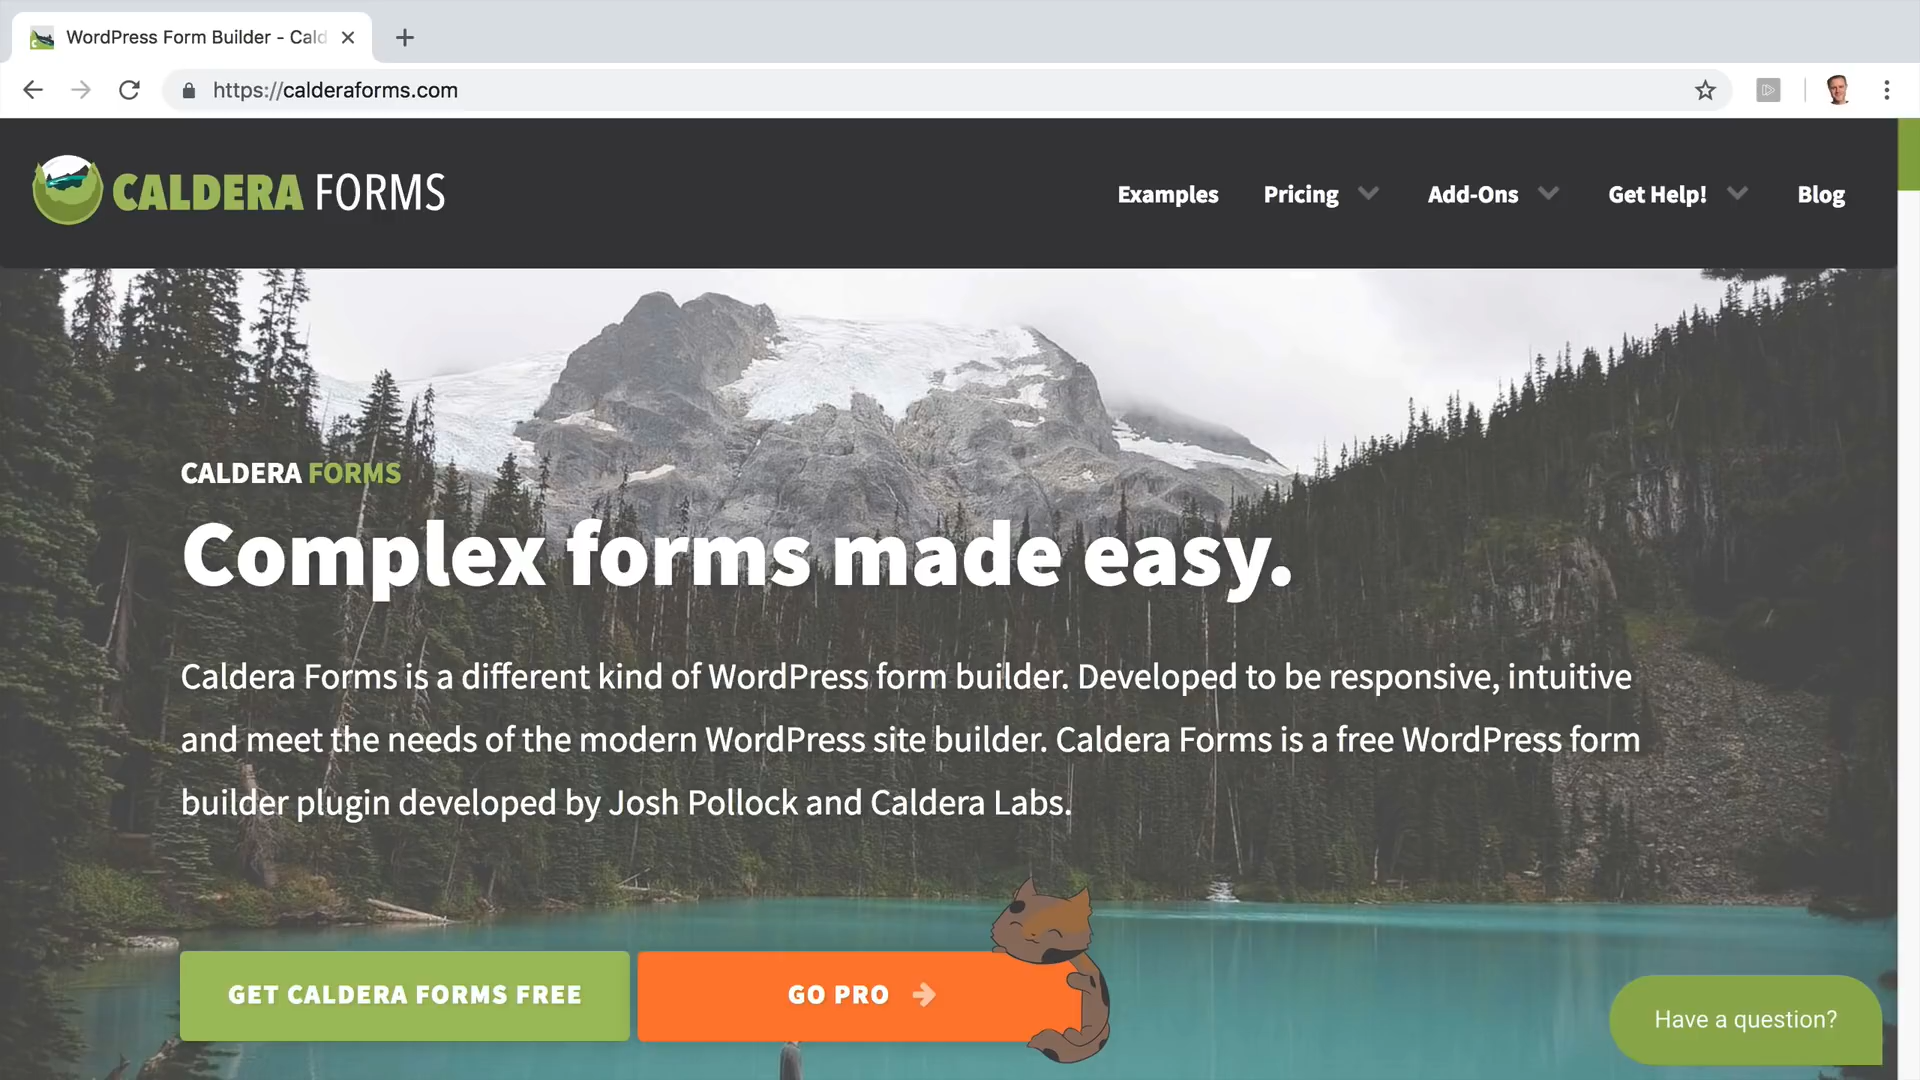 WordPress Form Builder - Cald
https://calderaforms.com
CALDERA FORMS
Examples
Pricing
Add-Ons
Get Help!
Blog
CALDERA FORMS
Complex forms made easy.
Caldera Forms is a different kind of WordPress form builder. Developed to be responsive, intuitive
and meet the needs of the modern WordPress site builder. Caldera Forms is a free WordPress form
builder plugin developed by Josh Pollock and Caldera Labs.
GET CALDERA FORMS FREE
GO PRO
Have a question?